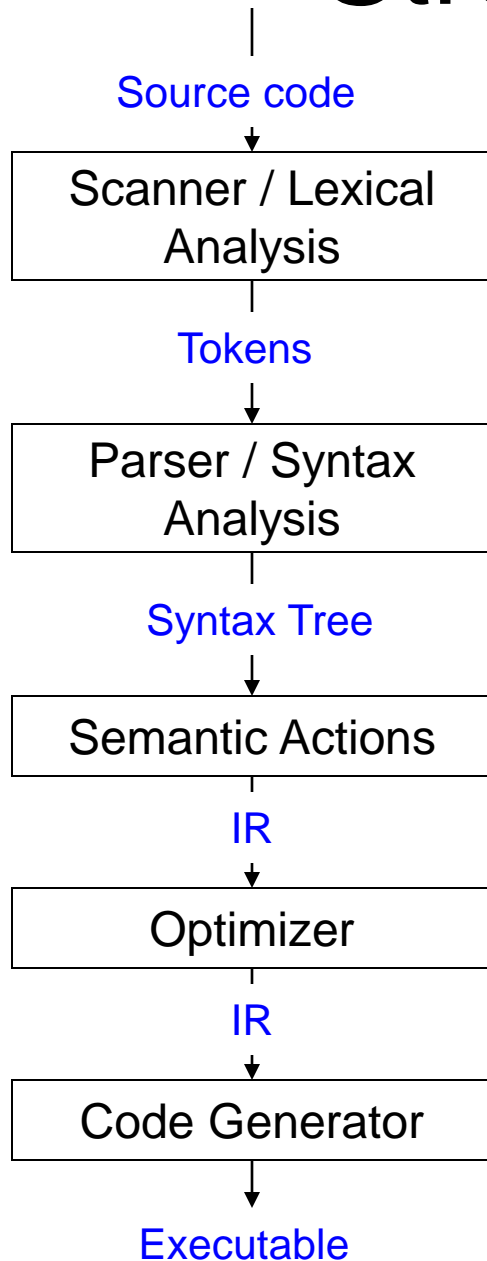 Source code
Scanner / Lexical
Analysis
Tokens
Parser / Syntax
Analysis
Syntax Tree
Semantic Actions
IR
Optimizer
IR
Code Generator
Executable